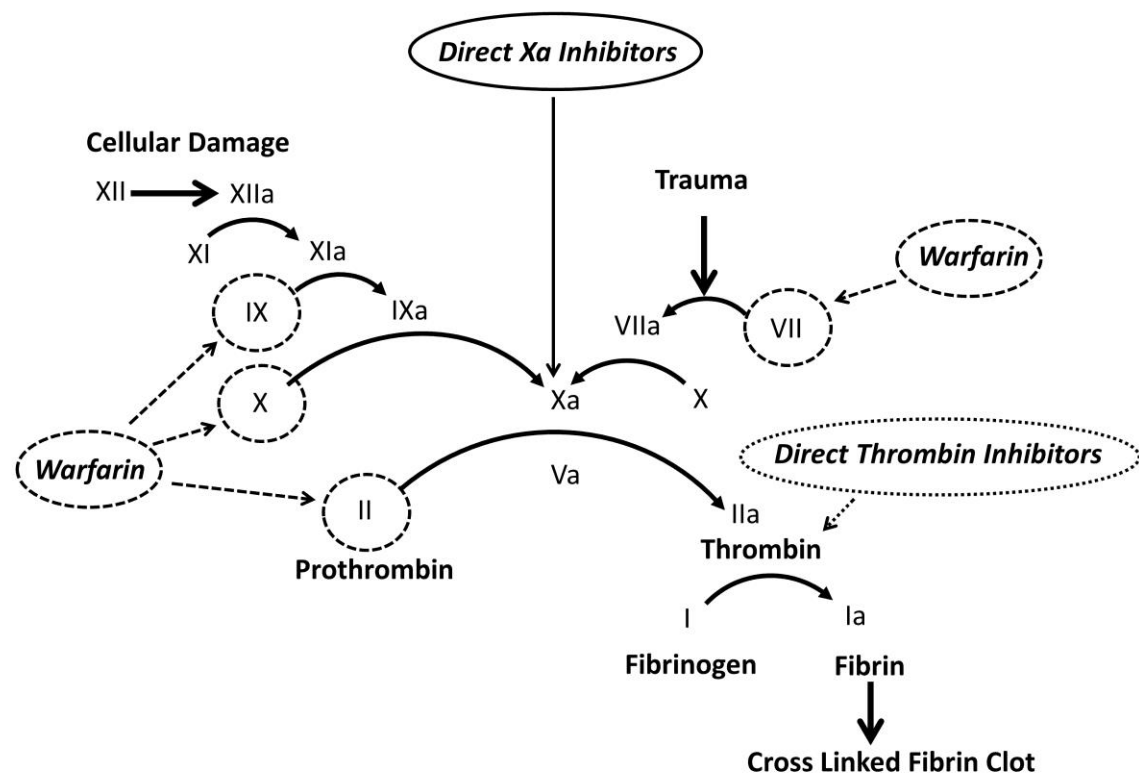 Direct Xa Inhibitors
Cellular Damage
XII
XIIa
Trauma
XI
XIa
Warfarin
IX
IXa
VIIa
VII
X
Xa
X
Warfarin
Direct Thrombin Inhibitors
Va
II
IIa
Prothrombin
Thrombin
I
Ia
Fibrinogen
Fibrin
Cross Linked Fibrin Clot